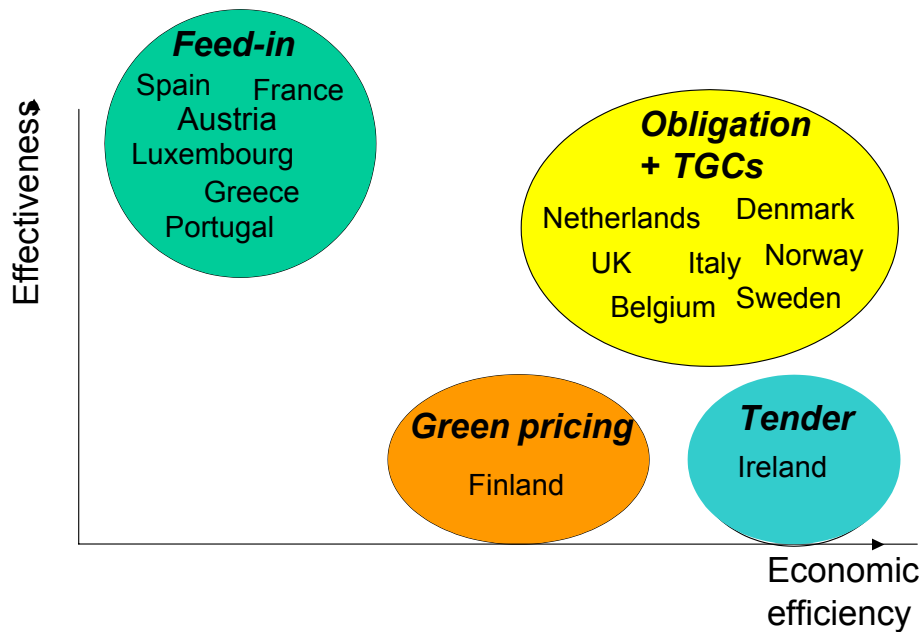 Feed-in
Spain France
Austria
Luxembourg
Greece
Portugal
Effectiveness
Obligation
+ TGCs
Netherlands Denmark
UK Italy Norway
Belgium Sweden
Green pricing
Finland
Tender
Ireland
Economic
efficiency